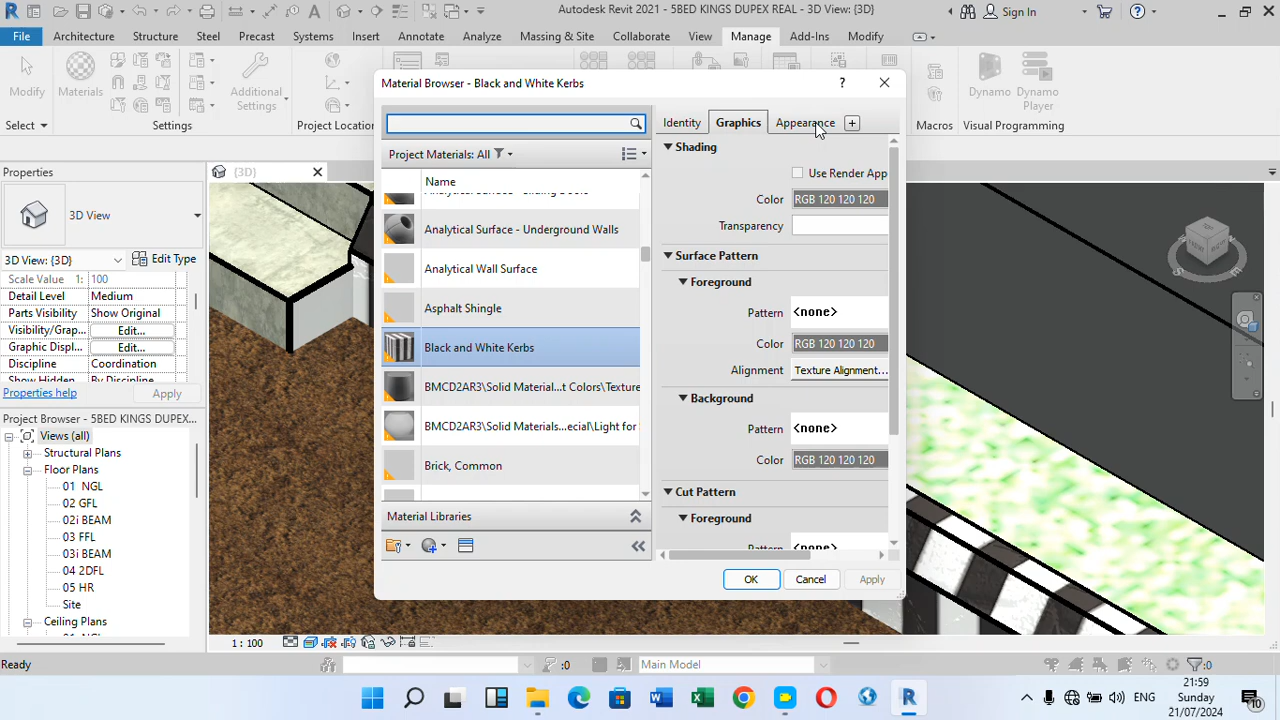 Autodesk Revit 2021 - 5BED KINGS DUPEX REAL - 3D View: {3D}
Sign In
File Architecture Structure Steel Precast Systems Insert Annotate Analyze Massing & Site Collaborate View Manage Add-Ins Modify
Modify
Materials
Additional
Settings
Dynamo
Dynamo
Player
Select
Settings
Project Location
Macros
Visual Programming
Properties
3D View
3D View: {3D}
Edit Type
Scale Value 1: 100
Detail Level Medium
Parts Visibility Show Original
Visibility/Grap... Edit...
Graphic Displ... Edit...
Discipline Coordination
Show Hidden By Discipline
Properties help
Apply
Project Browser - 5BED KINGS DUPEX...
Views (all)
Structural Plans
Floor Plans
01 NGL
02 GFL
02i BEAM
03 FFL
03i BEAM
04 2DFL
05 HR
Site
Ceiling Plans
01 NGL
{3D}
Material Browser - Black and White Kerbs
?
Project Materials: All
Name
Analytical Surface - Underground Walls
Analytical Wall Surface
Asphalt Shingle
Black and White Kerbs
BMCD2AR3\Solid Material...t Colors\Texture
BMCD2AR3\Solid Materials...ecial\Light for
Brick, Common
Material Libraries
Identity Graphics Appearance +
Shading
Use Render App
Color RGB 120 120 120
Transparency
Surface Pattern
Foreground
Pattern <none>
Color RGB 120 120 120
Alignment Texture Alignment...
Background
Pattern <none>
Color RGB 120 120 120
Cut Pattern
Foreground
Pattern <none>
OK Cancel Apply
1 : 100
Ready
:0
Main Model
:0
ENG
21:59
Sunday
21/07/2024
10